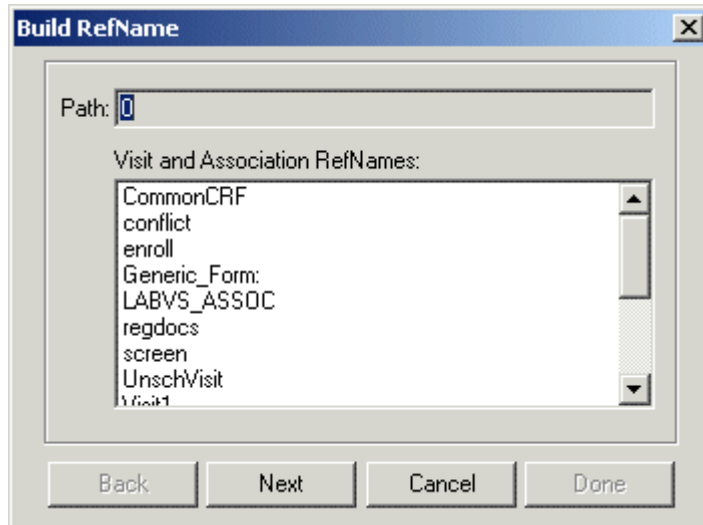 Build RefName
Path: 0
Visit and Association RefNames:
CommonCRF
conflict
enroll
Generic_Form:
LABVS_ASSOC
regdocs
screen
UnschVisit
Visit1
Back Next Cancel Done